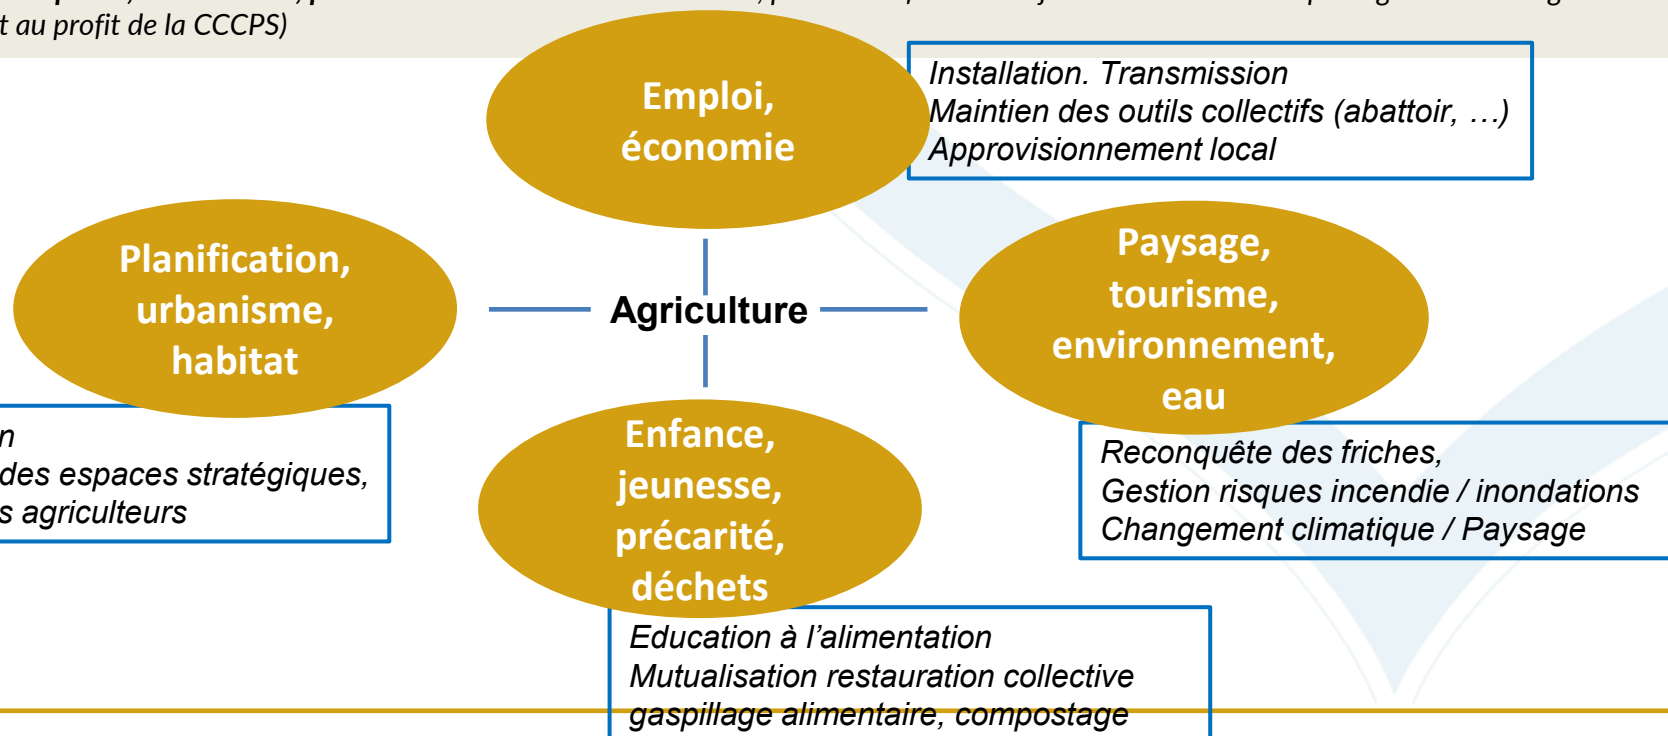 t au profit de la CCCPS)
Emploi,
économie
Installation. Transmission
Maintien des outils collectifs (abattoir, …)
Approvisionnement local
Planification,
urbanisme,
habitat
Agriculture
Paysage,
tourisme,
environnement,
eau
n
des espaces stratégiques,
s agriculteurs
Enfance,
jeunesse,
précarité,
déchets
Reconquête des friches,
Gestion risques incendie / inondations
Changement climatique / Paysage
Education à l’alimentation
Mutualisation restauration collective
gaspillage alimentaire, compostage